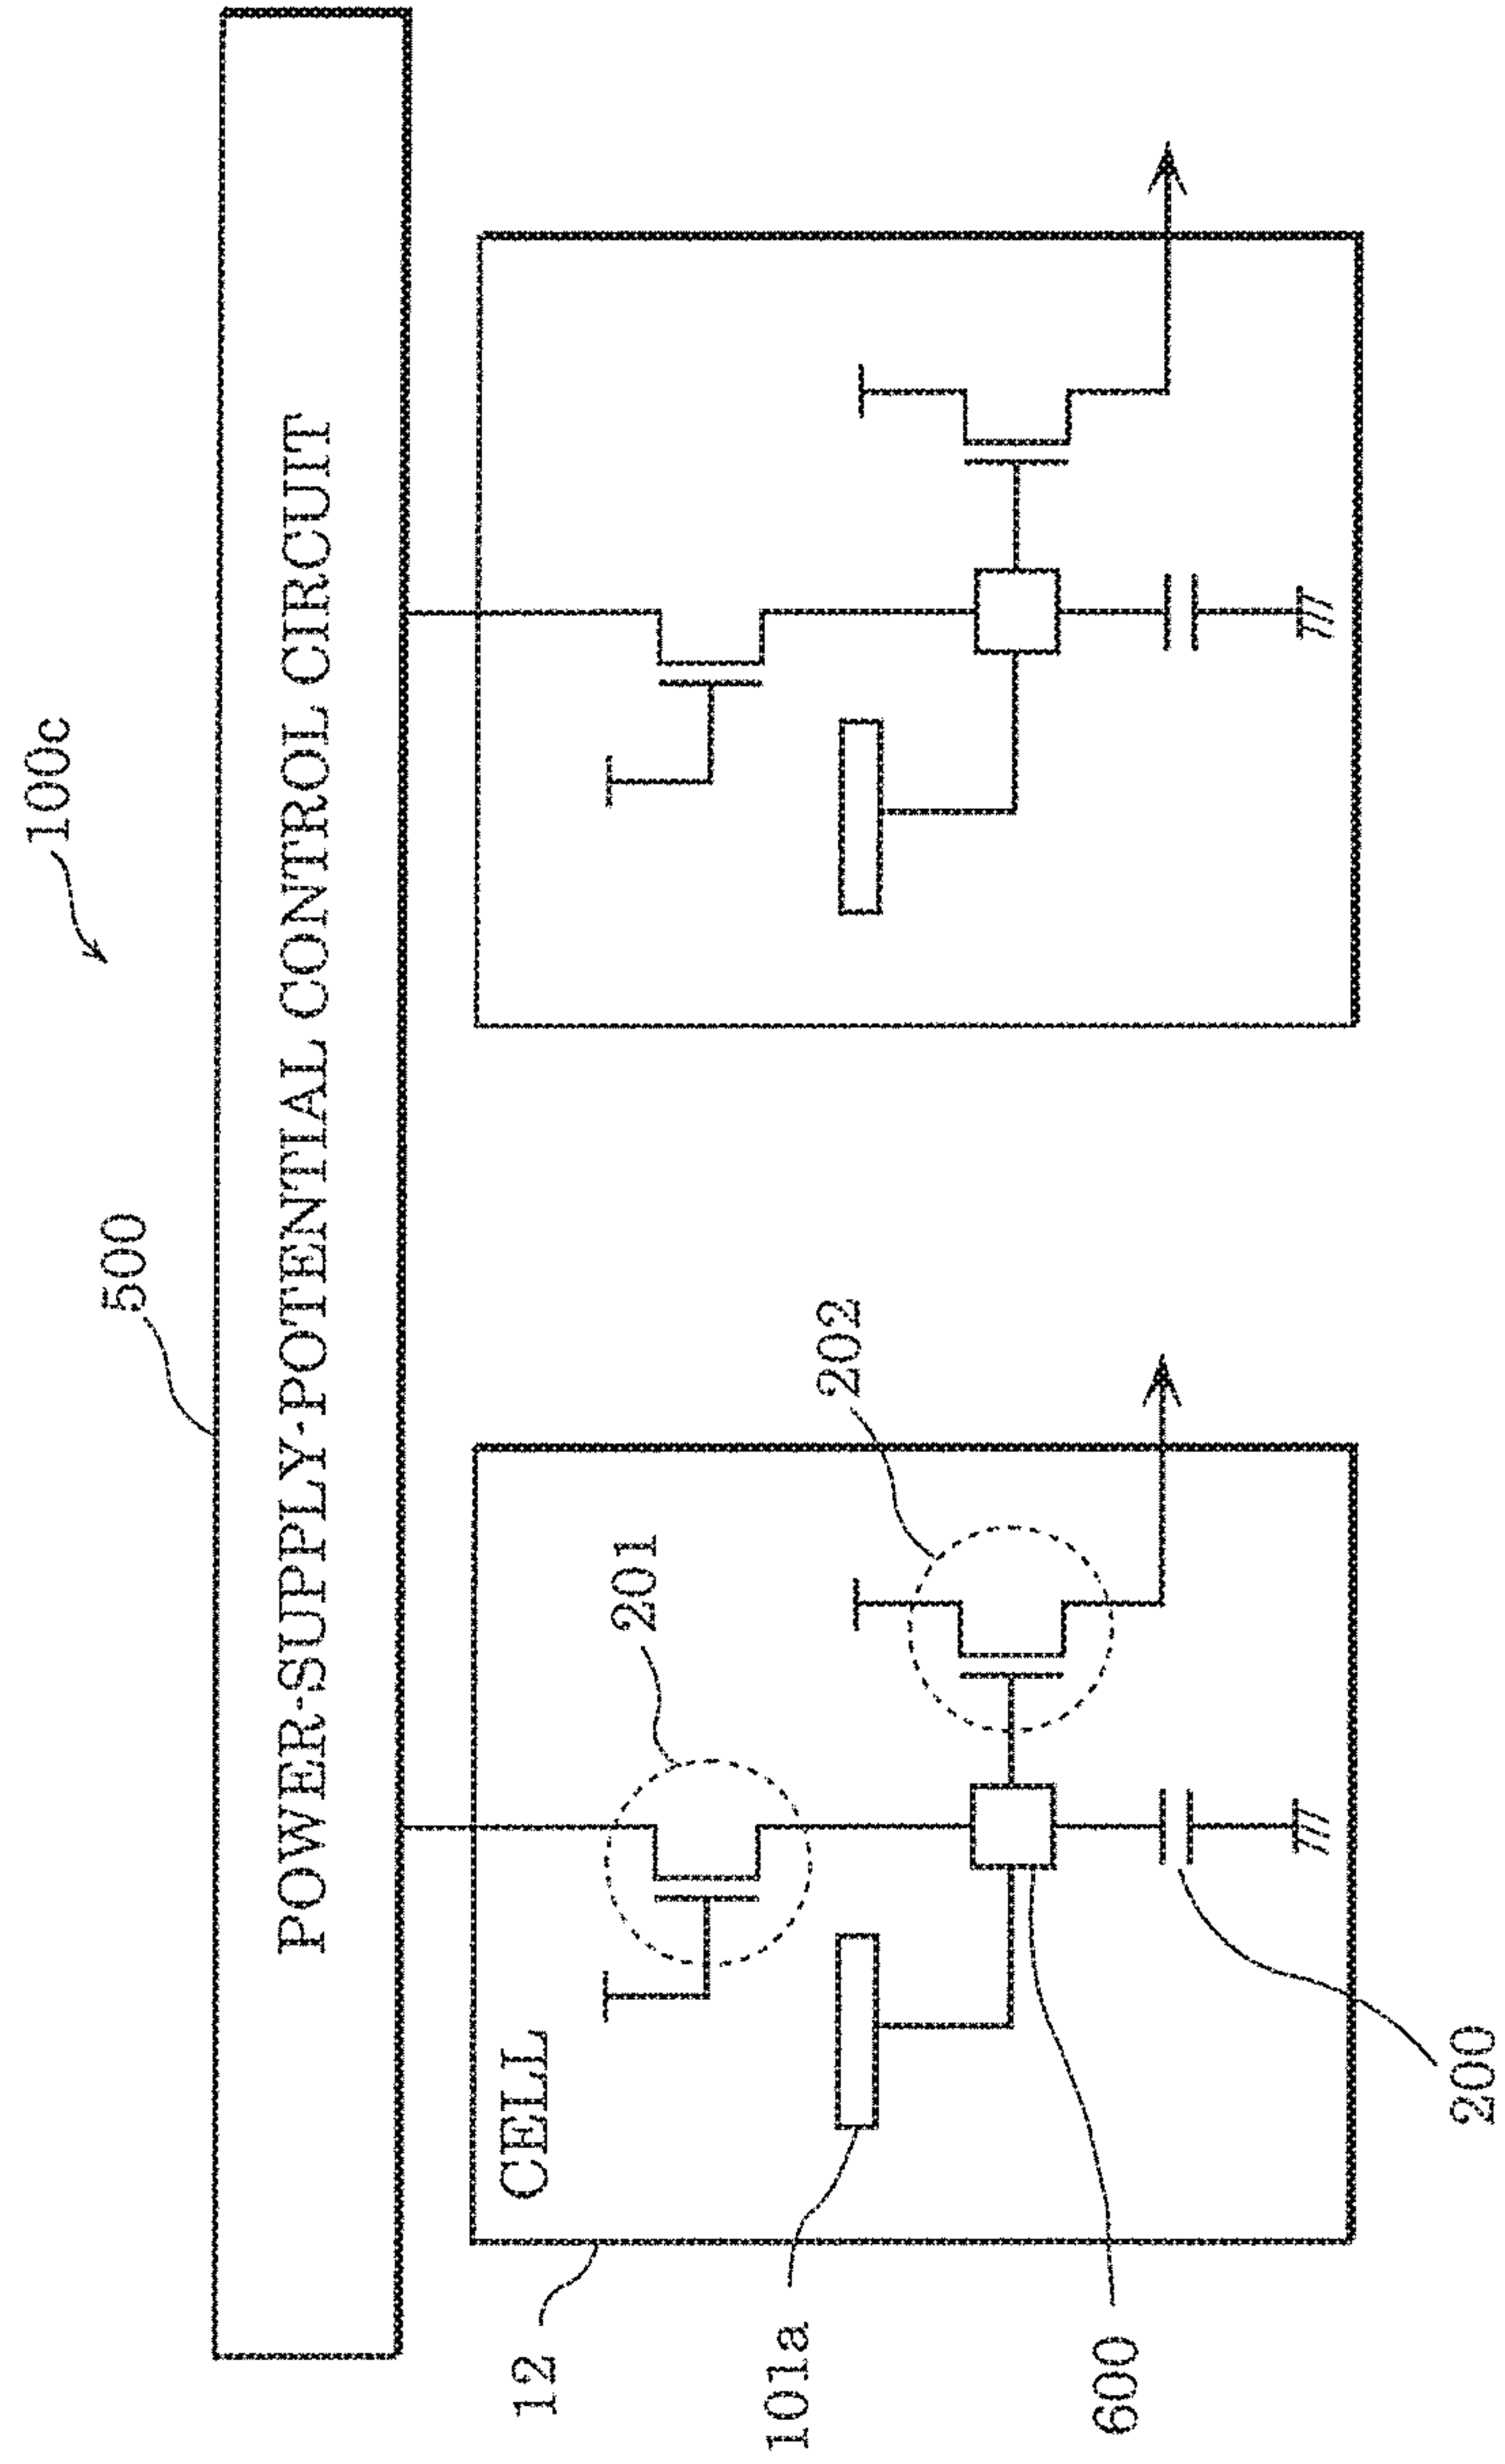 100c
500
POWER-SUPPLY-POTENTIAL CONTROL CIRCUIT
12
CELL
201
202
101a
600
200